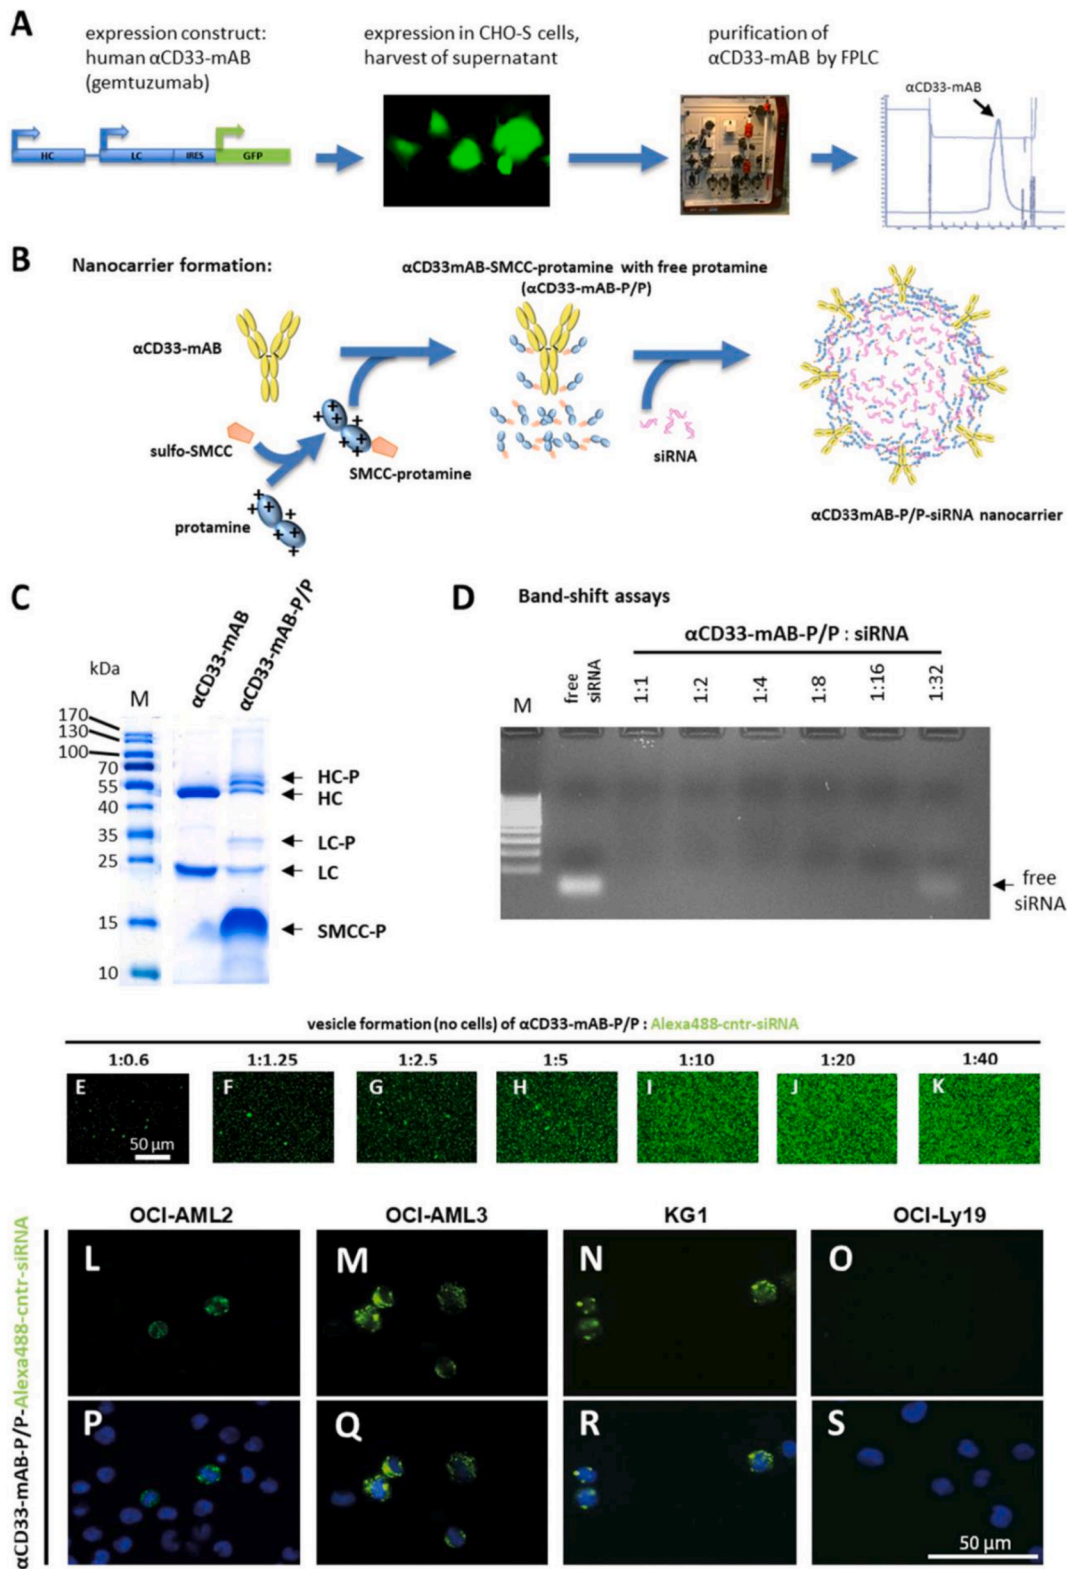 A
expression construct:
human αCD33-mAB
(gemtuzumab)
HC
LC
IRES
GFP
expression in CHO-S cells,
harvest of supernatant
purification of
αCD33-mAB by FPLC
αCD33-mAB
B
Nanocarrier formation:
αCD33-mAB
sulfo-SMCC
protamine
SMCC-protamine
αCD33mAB-SMCC-protamine with free protamine
(αCD33-mAB-P/P)
siRNA
αCD33mAB-P/P-siRNA nanocarrier
C
kDa
M
αCD33-mAB
αCD33-mAB-P/P
170
130
100
70
55
40
35
25
15
10
HC-P
HC
LC-P
LC
SMCC-P
D
Band-shift assays
αCD33-mAB-P/P : siRNA
M
free
siRNA
1:1
1:2
1:4
1:8
1:16
1:32
free
siRNA
vesicle formation (no cells) of αCD33-mAB-P/P : Alexa488-cntr-siRNA
1:0.6
1:1.25
1:2.5
1:5
1:10
1:20
1:40
E
F
G
H
I
J
K
50 µm
αCD33-mAB-P/P-Alexa488-cntr-siRNA
OCI-AML2
OCI-AML3
KG1
OCI-Ly19
L
M
N
O
P
Q
R
S
50 µm